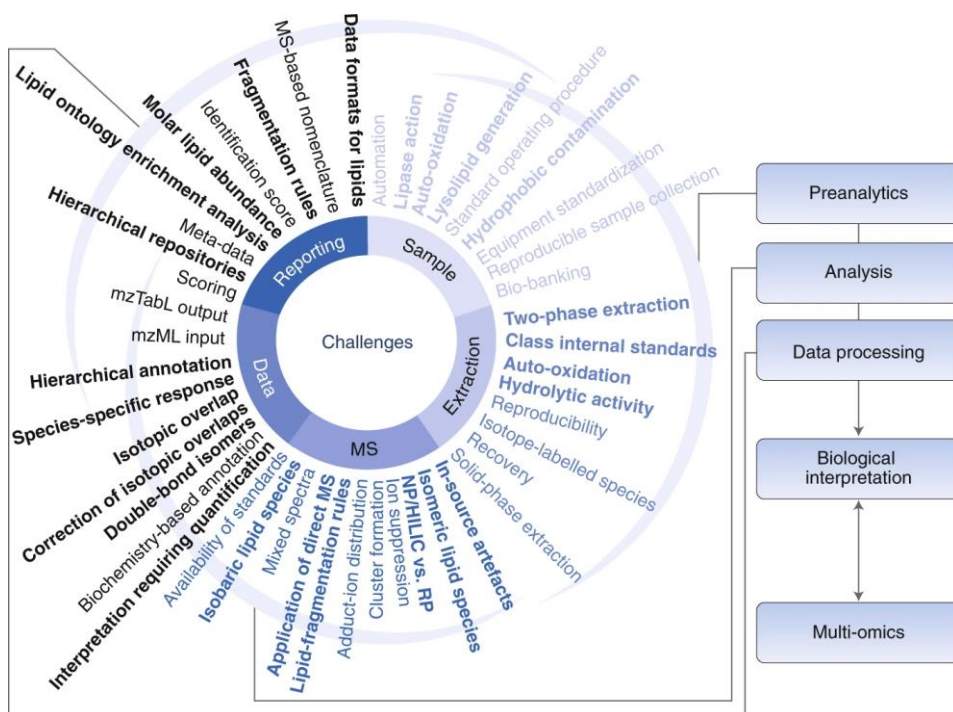 Data formats for lipids
MS-based nomenclature
Fragmentation rules
Identification score
Molar lipid abundance
Lipid ontology enrichment analysis
Meta-data
Hierarchical repositories
Scoring
mzTabL output
mzML input
Hierarchical annotation
Species-specific response
Isotopic overlap
Correction of isotopic overlaps
Double-bond isomers
Biochemistry-based annotation
Interpretation requiring quantification
Availability of standards
Isobaric lipid species
Mixed spectra
Application of direct MS
Lipid-fragmentation rules
Adduct-ion distribution
Cluster formation
Ion suppression
NP/HILIC vs. RP
Isomeric lipid species
In-source artefacts
Solid-phase extraction
Recovery
Isotope-labelled species
Reproducibility
Hydrolytic activity
Auto-oxidation
Class internal standards
Two-phase extraction
Bio-banking
Reproducible sample collection
Equipment standardization
Hydrophobic contamination
Standard operating procedure
Lysolipid generation
Auto-oxidation
Lipase action
Automation
Reporting
Sample
Extraction
MS
Data
Challenges
Preanalytics
Analysis
Data processing
Biological
interpretation
Multi-omics